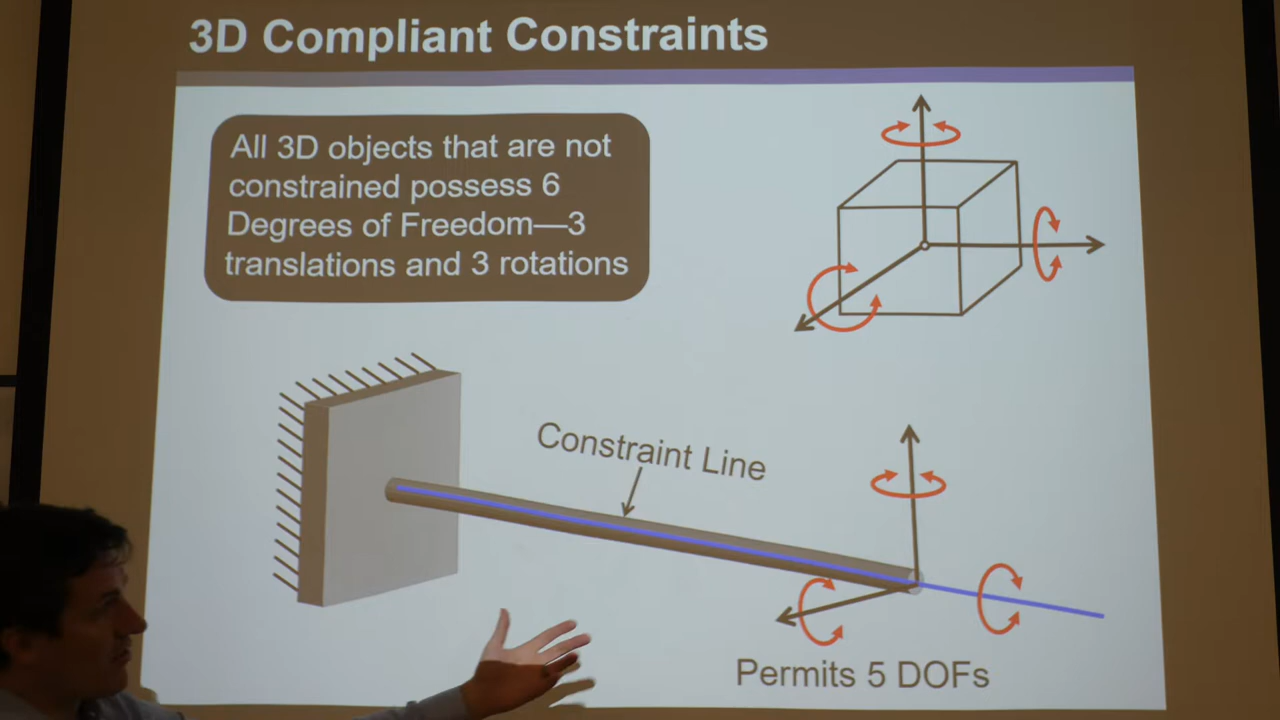 3D Compliant Constraints
All 3D objects that are not
constrained possess 6
Degrees of Freedom—3
translations and 3 rotations
Constraint Line
Permits 5 DOFs